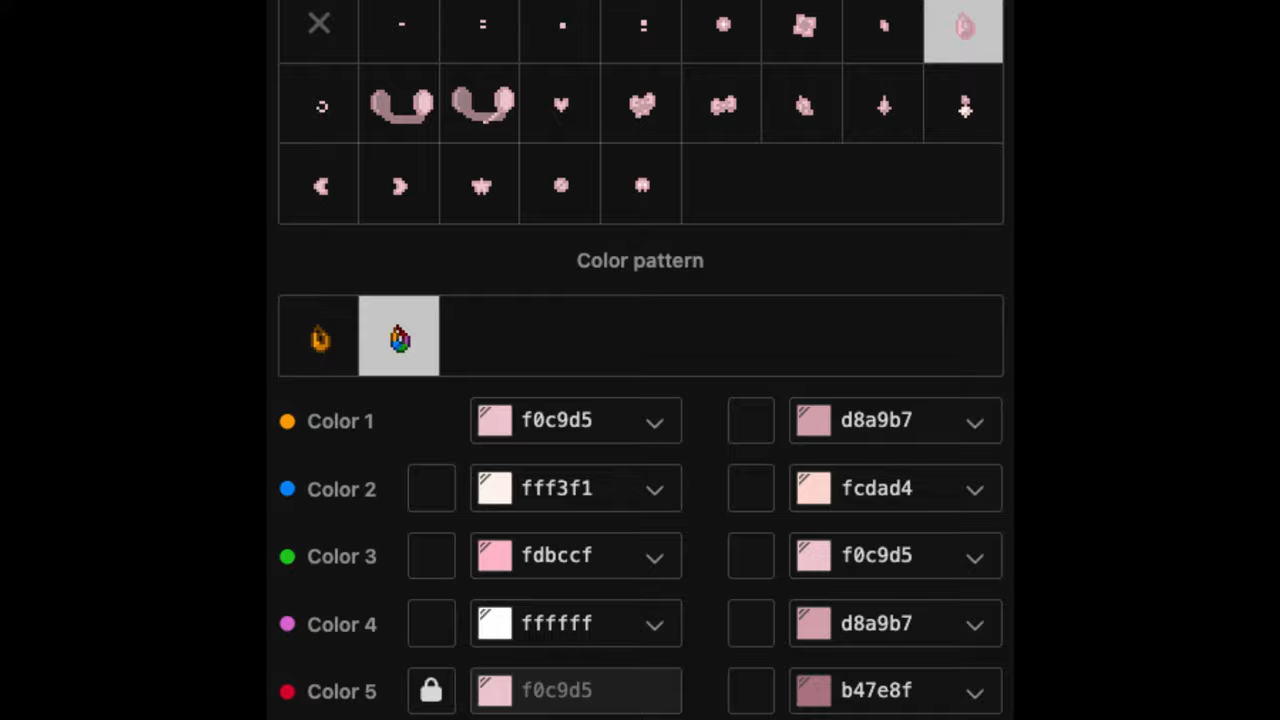 Color pattern
Color 1 f0c9d5 d8a9b7
Color 2 fff3f1 fcdad4
Color 3 fdbccf f0c9d5
Color 4 ffffff d8a9b7
Color 5 f0c9d5 b47e8f